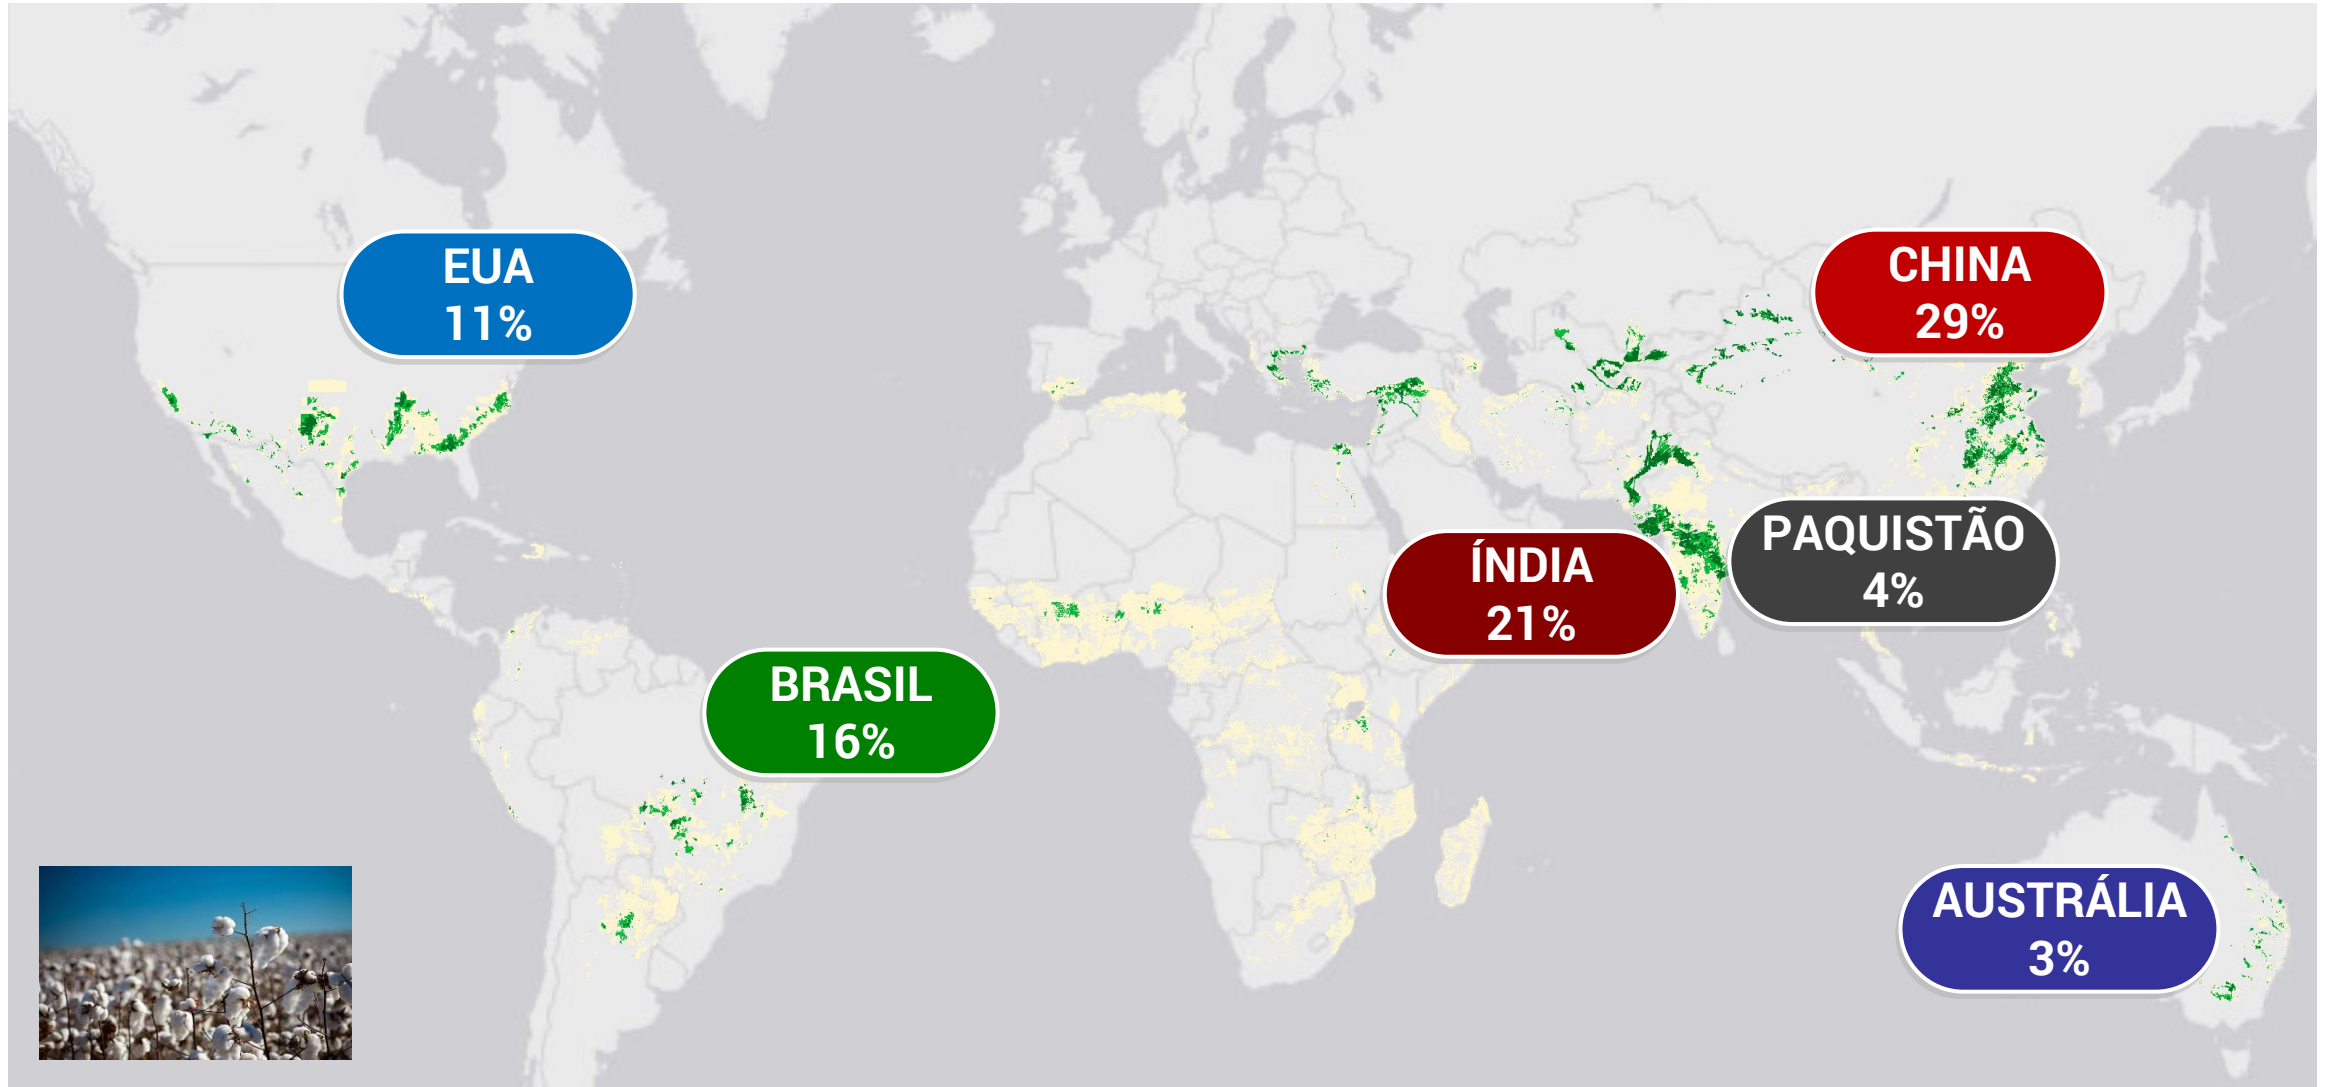 EUA
11%
CHINA
29%
PAQUISTÃO
4%
ÍNDIA
21%
BRASIL
16%
AUSTRÁLIA
3%